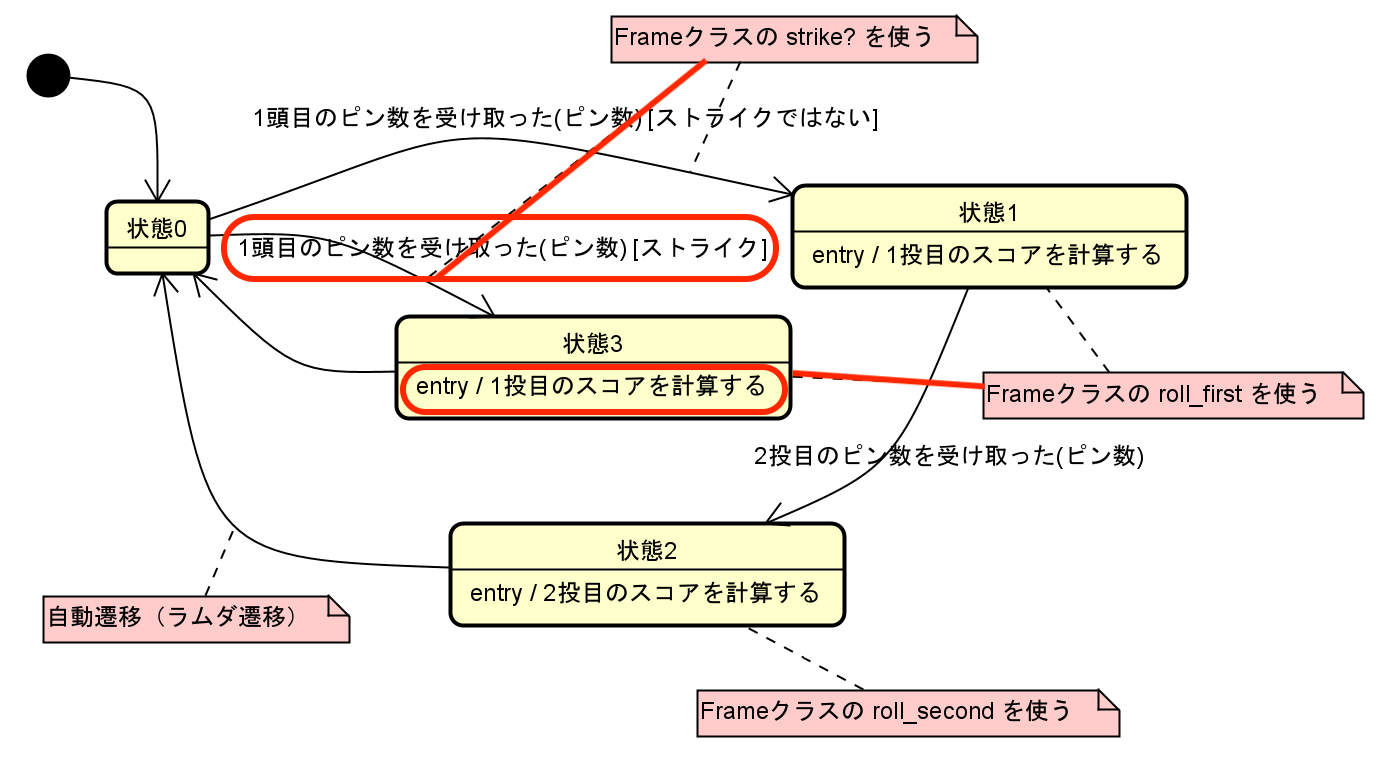 Frameクラスの strike? を使う
1頭目のピン数を受け取った(ピン数)[ストライクではない]
状態0
1頭目のピン数を受け取った(ピン数)[ストライク]
状態1
entry / 1投目のスコアを計算する
状態3
entry / 1投目のスコアを計算する
Frameクラスの roll_first を使う
2投目のピン数を受け取った(ピン数)
状態2
entry / 2投目のスコアを計算する
自動遷移（ラムダ遷移）
Frameクラスの roll_second を使う